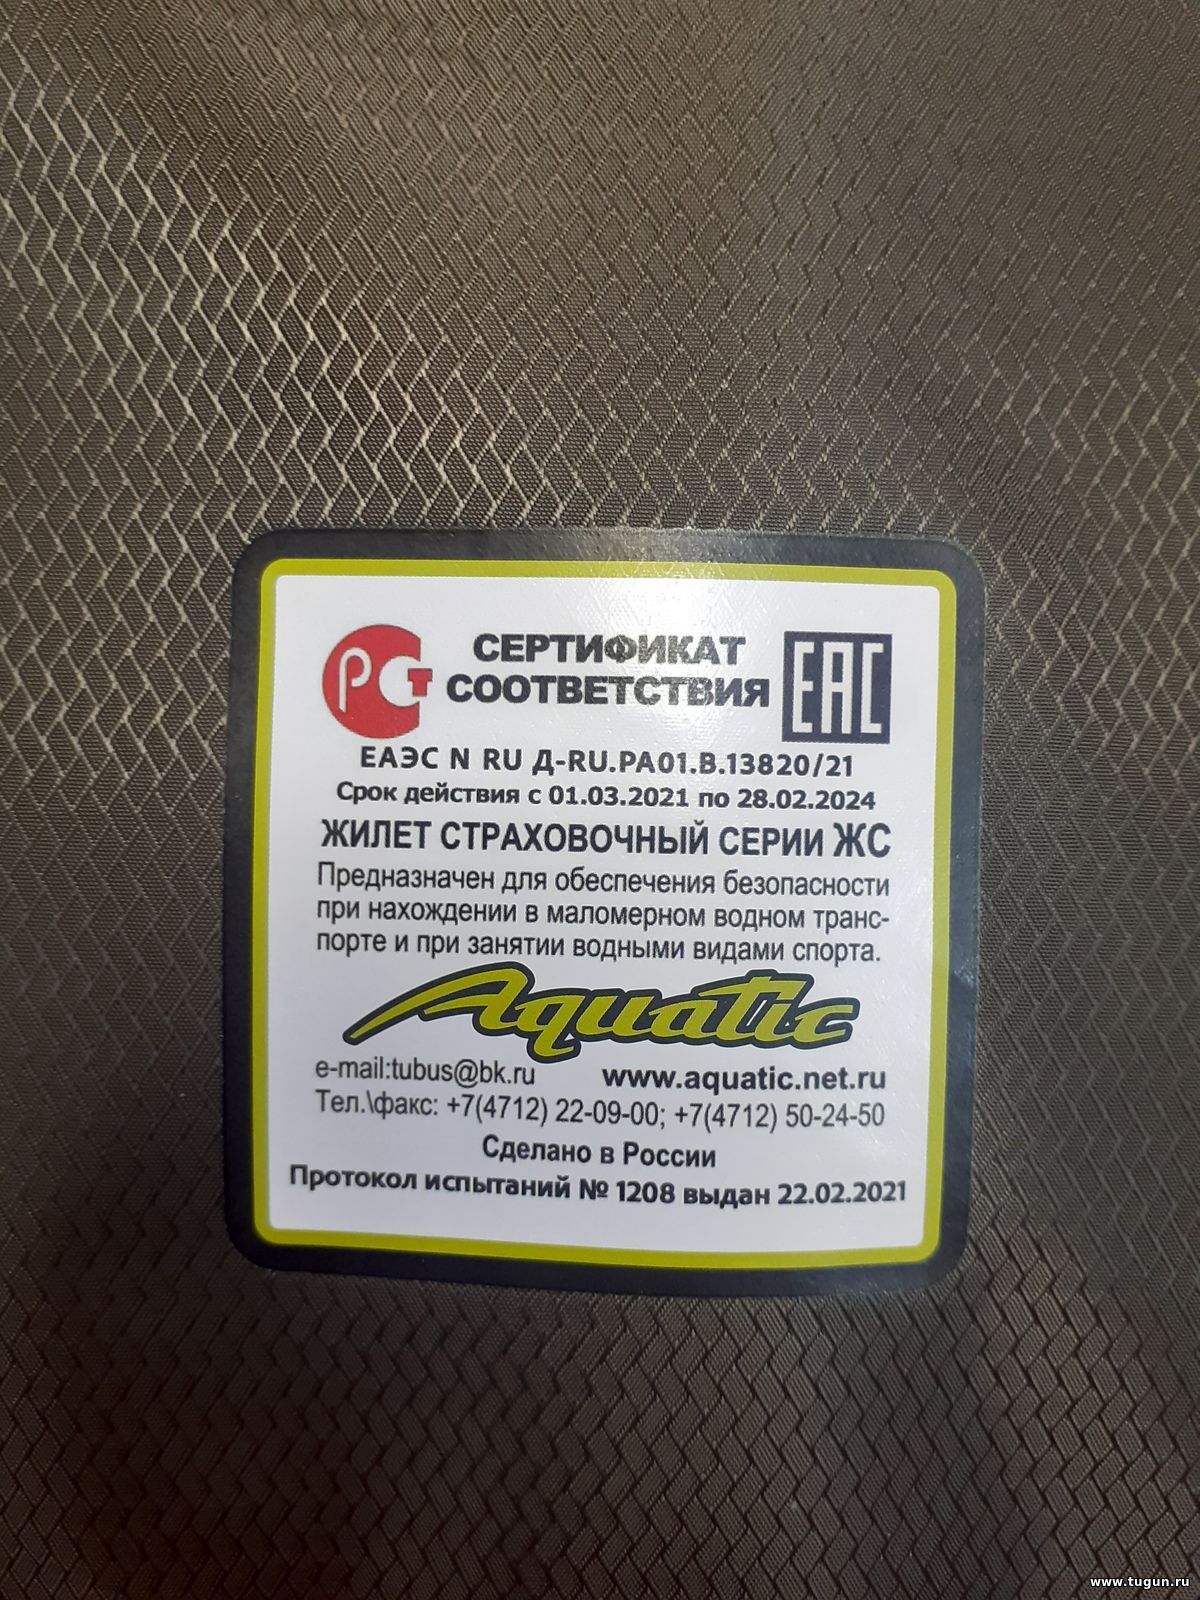 РСТ
СЕРТИФИКАТ
СООТВЕТСТВИЯ
EAC
ЕАЭС N RU Д-RU.РА01.В.13820/21
Срок действия с 01.03.2021 по 28.02.2024
ЖИЛЕТ СТРАХОВОЧНЫЙ СЕРИИ ЖС
Предназначен для обеспечения безопасности
при нахождении в маломерном водном транс-
порте и при занятии водными видами спорта.
Aquatic
e-mail:tubus@bk.ru www.aquatic.net.ru
Тел.\факс: +7(4712) 22-09-00; +7(4712) 50-24-50
Сделано в России
Протокол испытаний № 1208 выдан 22.02.2021
www.tugun.ru